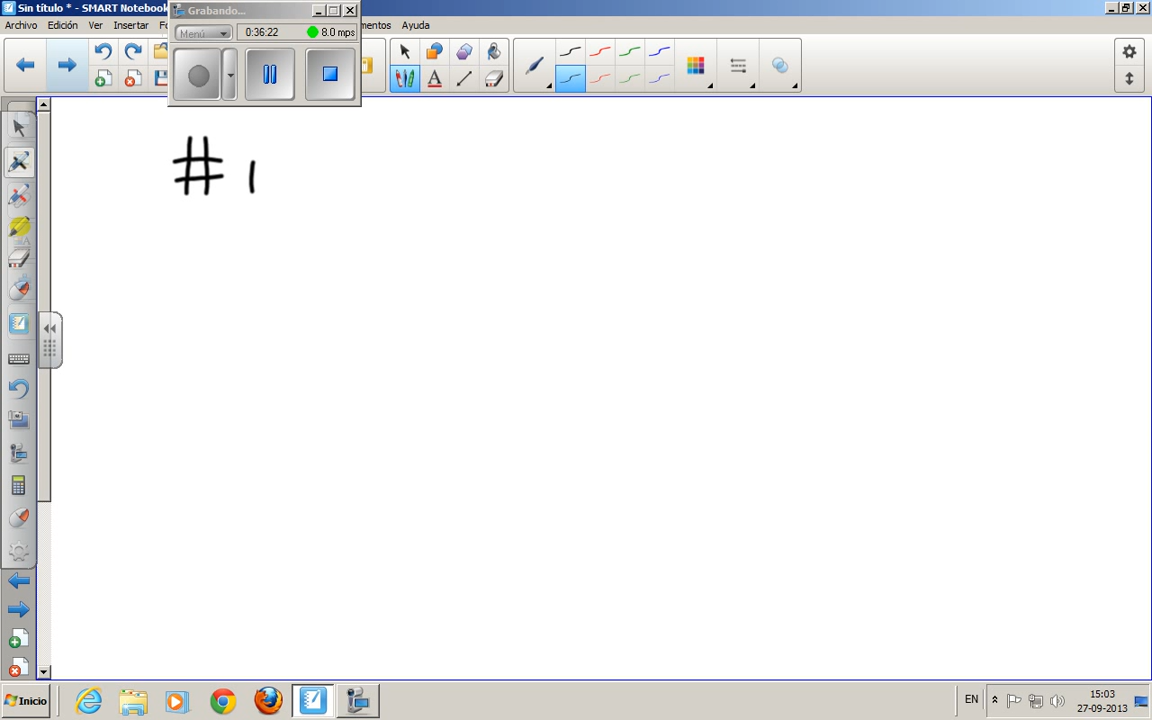 Sin título * - SMART Notebook
Grabando...
Archivo Edición Ver Insertar Ayuda
Menú 0:36:22 8.0 mps
A
# 1
Inicio
EN
15:03
27-09-2013